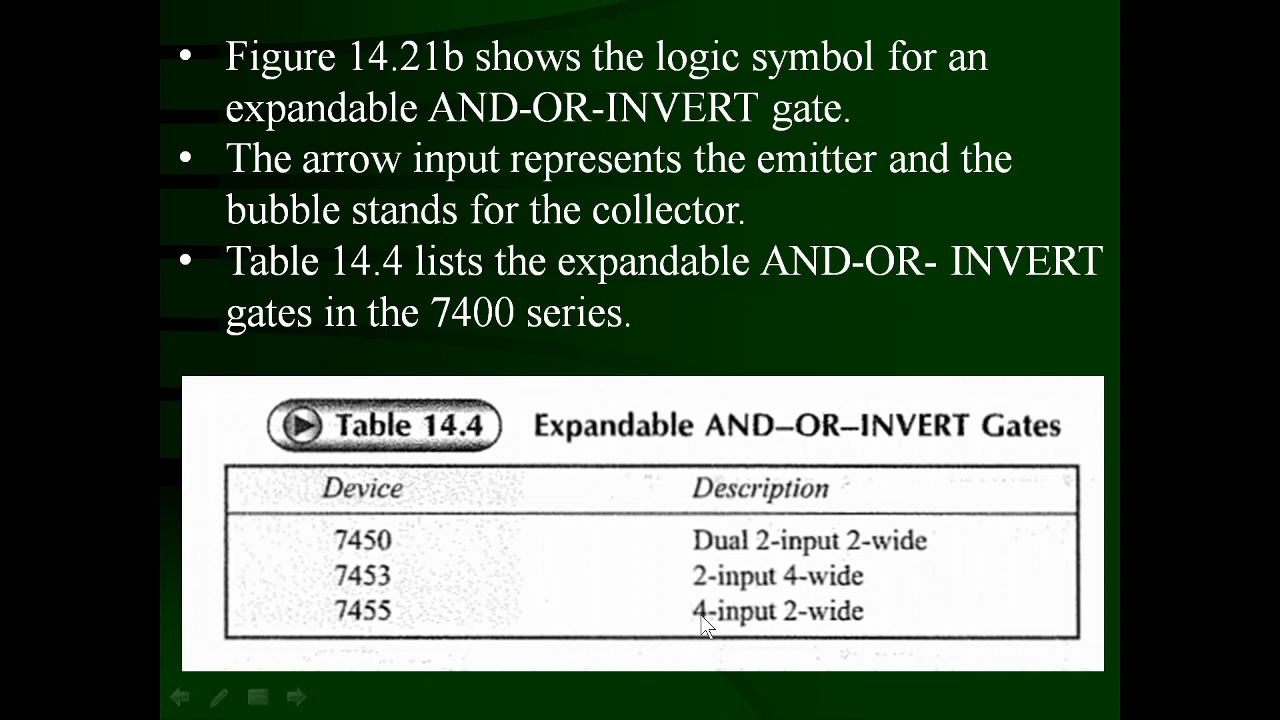 • Figure 14.21b shows the logic symbol for an
expandable AND-OR-INVERT gate.
• The arrow input represents the emitter and the
bubble stands for the collector.
• Table 14.4 lists the expandable AND-OR- INVERT
gates in the 7400 series.
Table 14.4 Expandable AND–OR–INVERT Gates
Device Description
7450 Dual 2-input 2-wide
7453 2-input 4-wide
7455 4-input 2-wide